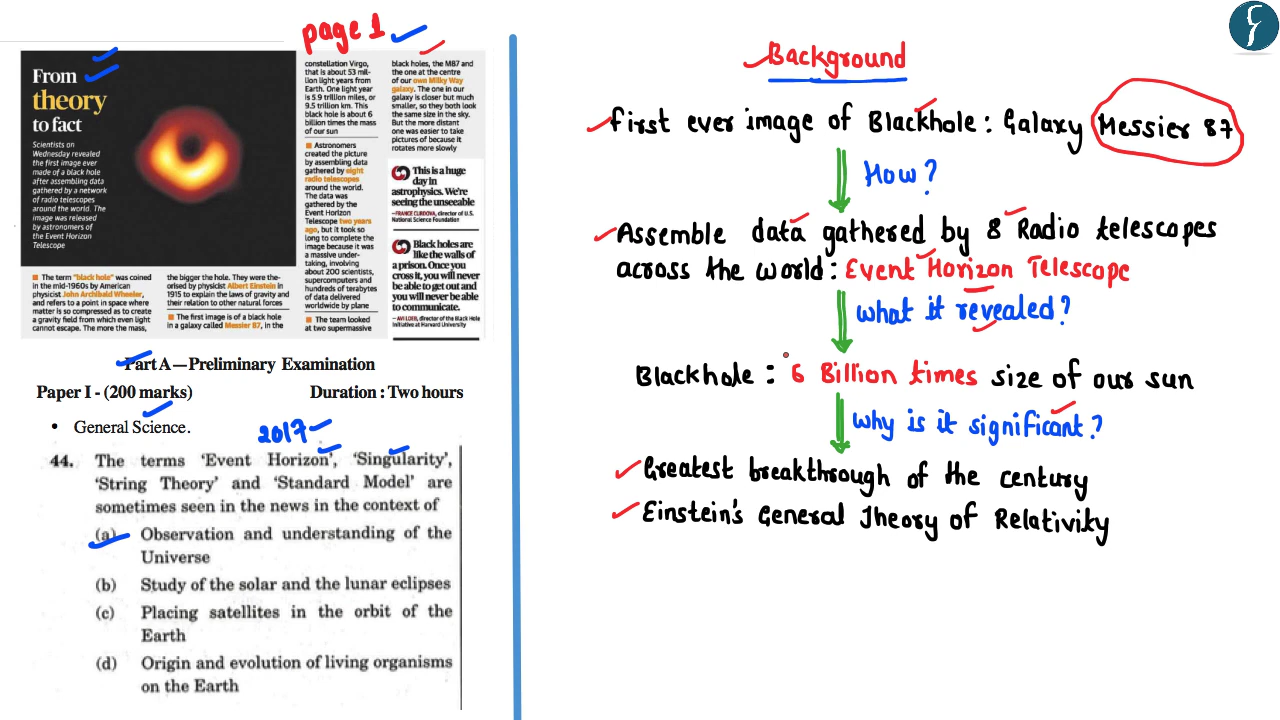 page 1
From
theory
to fact
Scientists on
Wednesday revealed
the first image ever
made of a black hole
after assembling data
gathered by a network
of radio telescopes
around the world. The
image was released
by astronomers of
the Event Horizon
Telescope
■ The term "black hole" was coined
in the mid-1960s by American
physicist John Archibald Wheeler,
and refers to a point in space where
matter is so compressed as to create
a gravity field from which even light
cannot escape. The more the mass,
the bigger the hole. They were the-
orised by physicist Albert Einstein in
1915 to explain the laws of gravity and
their relation to other natural forces
■ The first image is of a black hole
in a galaxy called Messier 87, in the
constellation Virgo,
that is about 53 mil-
lion light years from
Earth. One light year
is 5.9 trillion miles, or
9.5 trillion km. This
black hole is about 6
billion times the mass
of our sun
■ Astronomers
created the picture
by assembling data
gathered by eight
radio telescopes
around the world.
The data was
gathered by the
Event Horizon
Telescope two years
ago, but it took so
long to complete the
image because it was
a massive under-
taking, involving
about 200 scientists,
supercomputers and
hundreds of terabytes
of data delivered
worldwide by plane
■ The team looked
at two supermassive
black holes, the M87 and
the one at the centre
of our own Milky Way
galaxy. The one in our
galaxy is closer but much
smaller, so they both look
the same size in the sky.
But the more distant
one was easier to take
pictures of because it
rotates more slowly
This is a huge
day in
astrophysics. We're
seeing the unseeable
—FRANCE CÓRDOVA, director of U.S.
National Science Foundation
Black holes are
like the walls of
a prison. Once you
cross it, you will never
be able to get out and
you will never be able
to communicate.
—AVI LOEB, director of the Black Hole
Initiative at Harvard University
Part A—Preliminary Examination
Paper I - (200 marks) Duration : Two hours
• General Science.
2017
44. The terms 'Event Horizon', 'Singularity',
'String Theory' and 'Standard Model' are
sometimes seen in the news in the context of
(a) Observation and understanding of the
Universe
(b) Study of the solar and the lunar eclipses
(c) Placing satellites in the orbit of the
Earth
(d) Origin and evolution of living organisms
on the Earth
Background
First ever image of Blackhole: Galaxy Messier 87
How?
Assemble data gathered by 8 Radio telescopes
across the world: Event Horizon Telescope
what it revealed?
Blackhole: 6 Billion times size of our sun
Why is it significant?
Greatest breakthrough of the century
Einstein's General Theory of Relativity